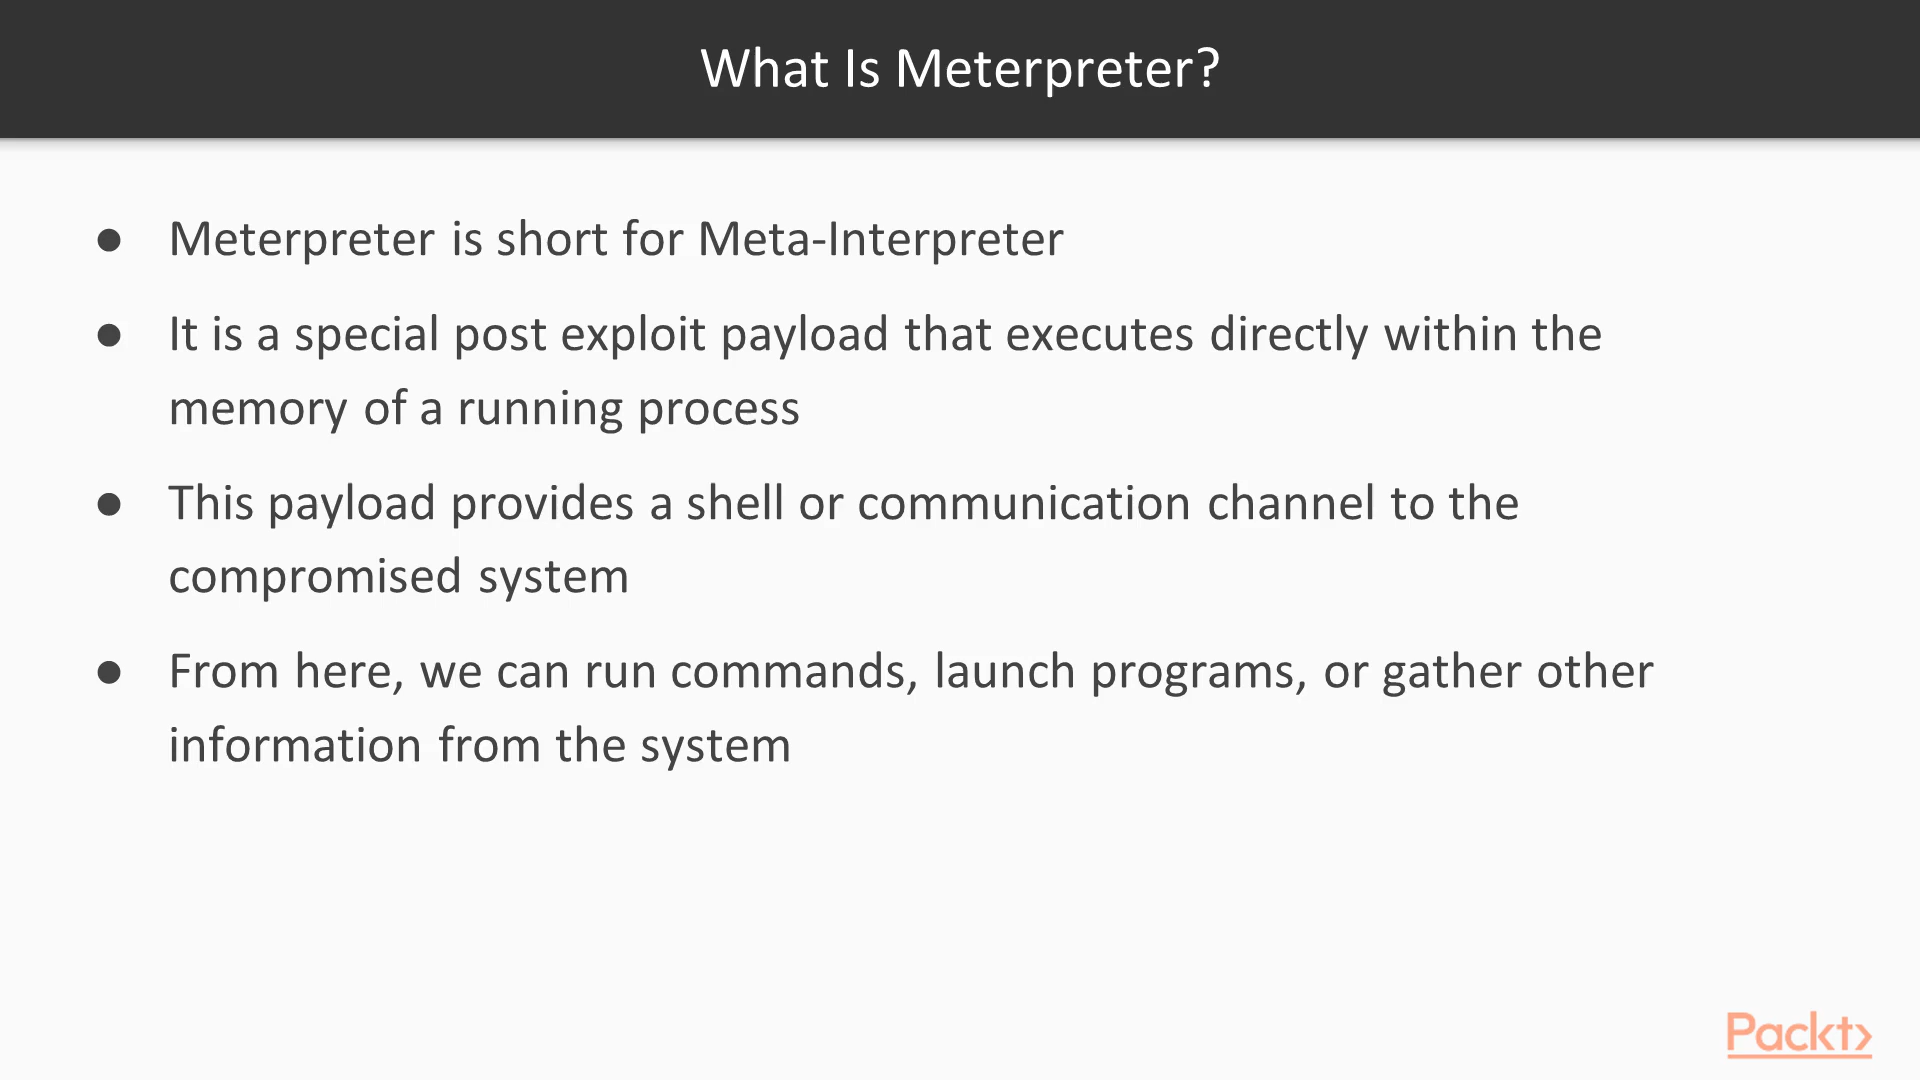 What Is Meterpreter?
● Meterpreter is short for Meta-Interpreter
● It is a special post exploit payload that executes directly within the
memory of a running process
● This payload provides a shell or communication channel to the
compromised system
● From here, we can run commands, launch programs, or gather other
information from the system
Packt>